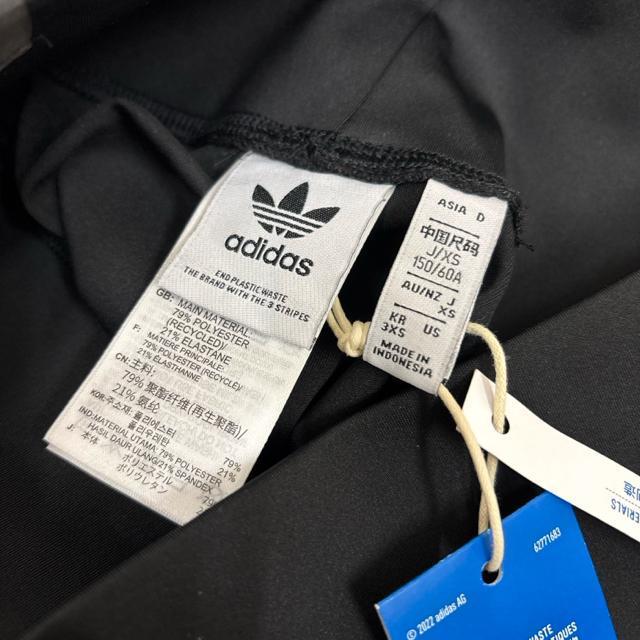 adidas
END PLASTIC WASTE
THE BRAND WITH THE 3 STRIPES
GB: MAIN MATERIAL:
79% POLYESTER
(RECYCLED)
21% ELASTANE
F: MATIERE PRINCIPALE:
79% POLYESTER (RECYCLE)/
21% ELASTHANNE
CN: 主料:
79% 聚酯纤维(再生聚酯)/
21% 氨纶
KOR: 주소재: 폴리에스터 79%
폴리우레탄 21%
IND: MATERI UTAMA: 79% POLYESTER
HASIL DAUR ULANG/21% SPANDEX
J: 本体
ポリエステル
ポリウレタン
ASIA D
中国尺码
J/XS
150/60A
AU/NZ J
XS
KR US
3XS
MADE IN
INDONESIA
62771683
© 2022 adidas AG